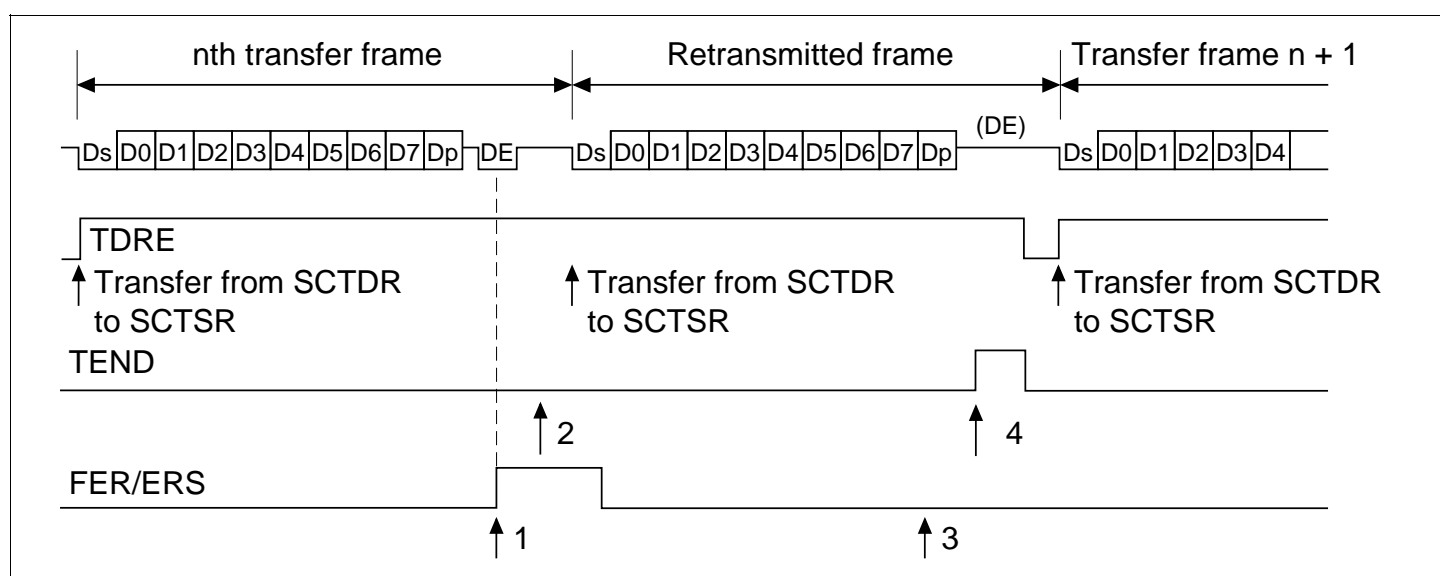 nth transfer frame Retransmitted frame Transfer frame n + 1
(DE)
Ds D0 D1 D2 D3 D4 D5 D6 D7 Dp DE Ds D0 D1 D2 D3 D4 D5 D6 D7 Dp Ds D0 D1 D2 D3 D4
TDRE
Transfer from SCTDR Transfer from SCTDR Transfer from SCTDR
to SCTSR to SCTSR to SCTSR
TEND
2 4
FER/ERS
1 3